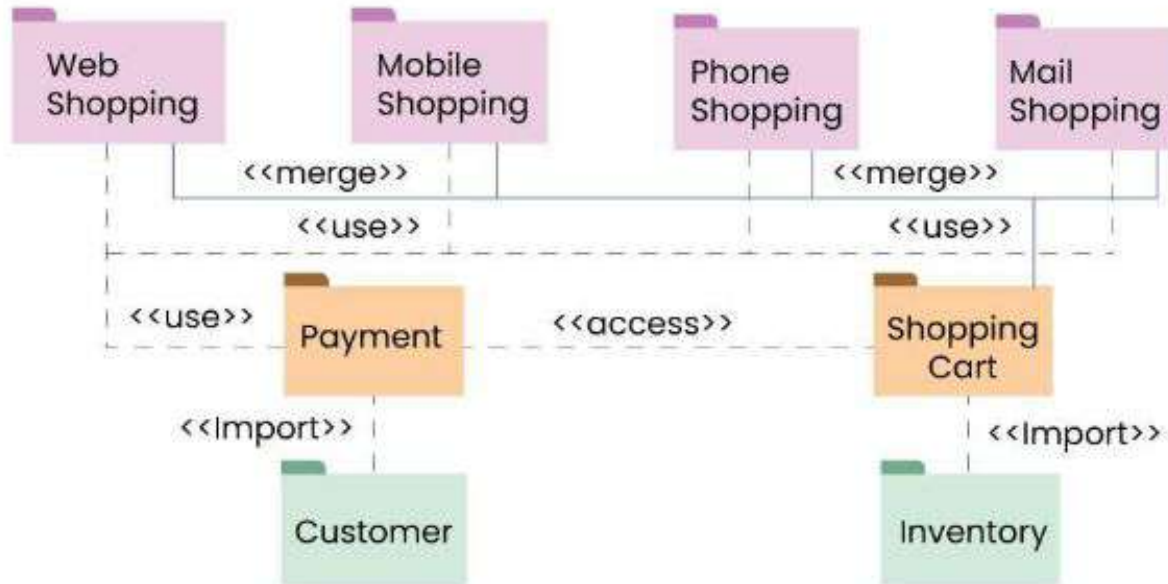 Web
Shopping
Mobile
Shopping
Phone
Shopping
Mail
Shopping
<<merge>>
<<merge>>
<<use>>
<<use>>
<<use>>
Payment
<<access>>
Shopping
Cart
<<Import>>
<<Import>>
Customer
Inventory